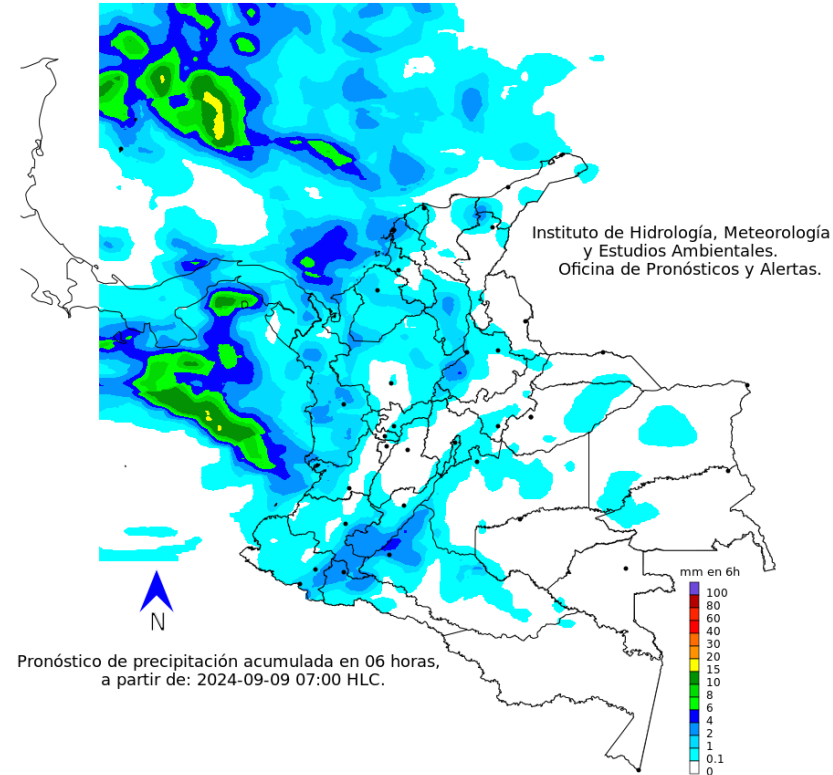 Instituto de Hidrología, Meteorología
y Estudios Ambientales.
Oficina de Pronósticos y Alertas.
mm en 6h
100
80
60
40
30
20
15
10
8
6
4
2
1
0.1
0
N
Pronóstico de precipitación acumulada en 06 horas,
a partir de: 2024-09-09 07:00 HLC.